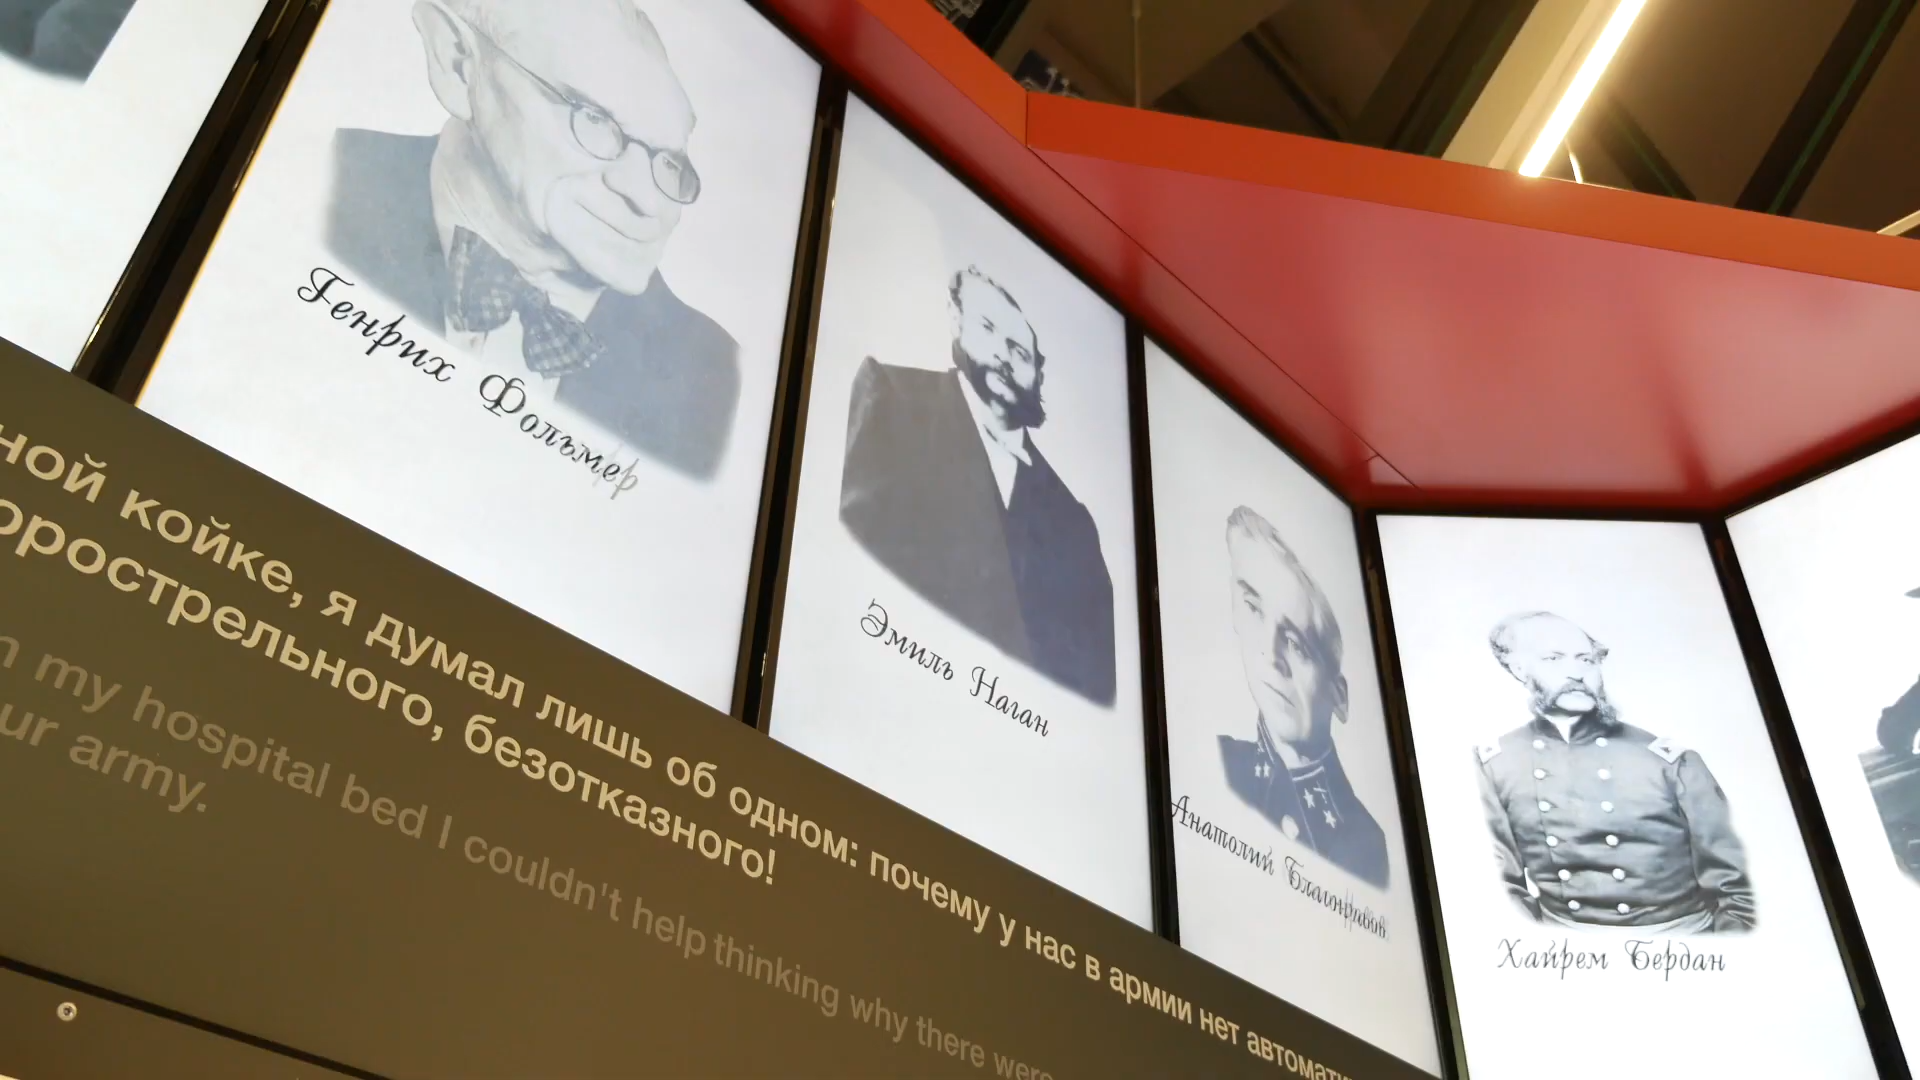 Генрих Фольмер
Эмиль Наган
Анатолий Благонравов
Хайрем Бердан
ной койке, я думал лишь об одном: почему у нас в армии нет автомати
орострельного, безотказного!
n my hospital bed I couldn't help thinking why there were
ur army.